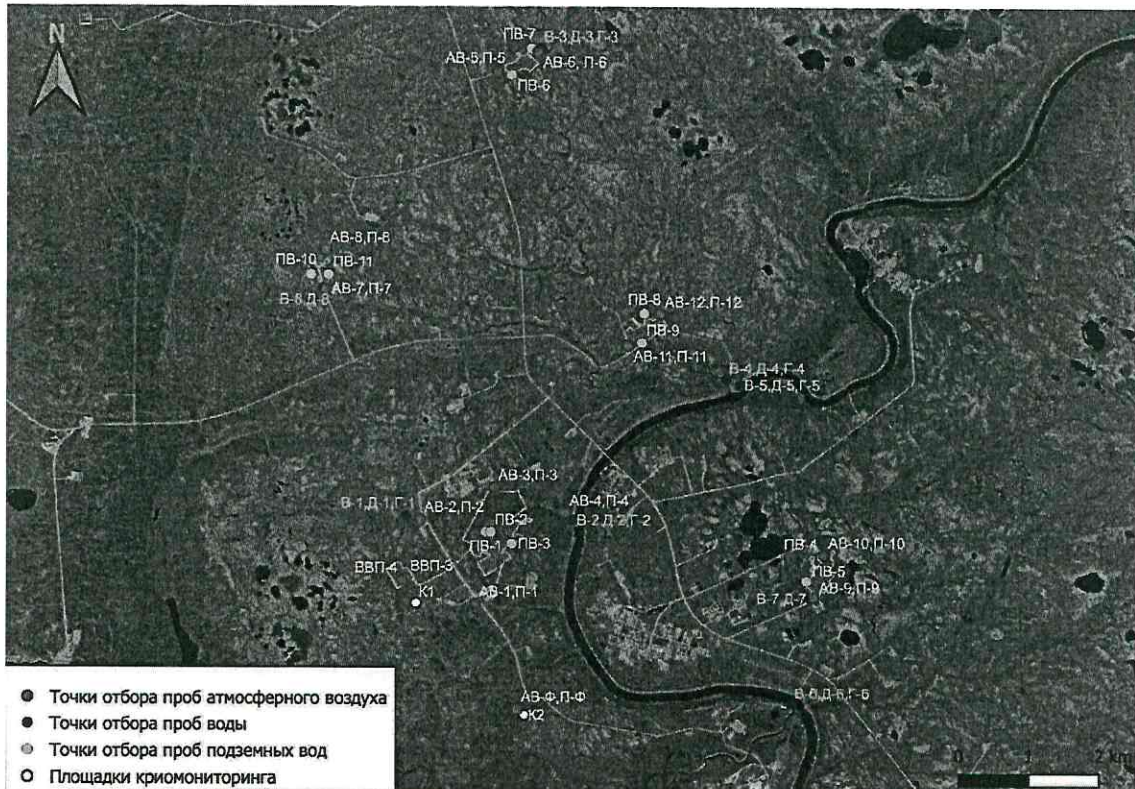 N
ПВ-7 В-3,Д-3,Г-3
АВ-5,П-5 АВ-6, П-6
ПВ-6
АВ-8,П-8
ПВ-10 ПВ-11
АВ-7,П-7
В-8,Д-8
ПВ-8 АВ-12,П-12
ПВ-9
АВ-11,П-11
В-4,Д-4,Г-4
В-5,Д-5,Г-5
АВ-3,П-3
В-1,Д-1,Г-1 АВ-2,П-2
АВ-4,П-4
В-2,Д-2,Г-2
ПВ-2
ПВ-1 ПВ-3
ПВ-4 АВ-10,П-10
ВВП-4 ВВП-3
ПВ-5
К1 АВ-1,П-1
В-7,Д-7 АВ-9,П-9
АВ-Ф,П-Ф
К2
В-6,Д-6,Г-6
Точки отбора проб атмосферного воздуха
Точки отбора проб воды
Точки отбора проб подземных вод
Площадки криомониторинга
0 1 2 km